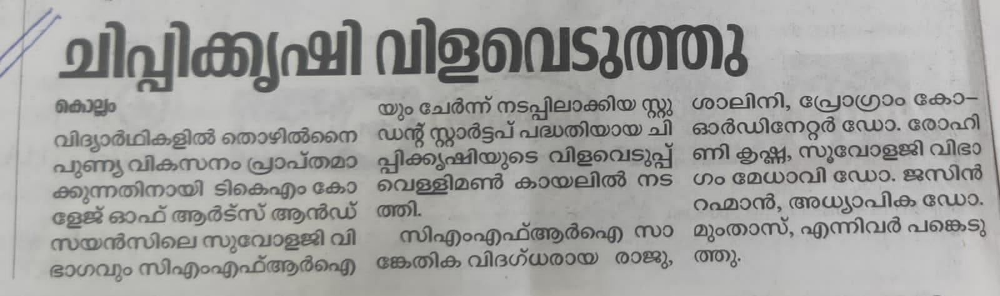 ചിപ്പിക്കൃഷി വിളവെടുത്തു
കൊല്ലം
വിദ്യാർഥികളിൽ തൊഴിൽനൈ
പുണ്യ വികസനം പ്രാപ്തമാ
ക്കുന്നതിനായി ടികെഎം കോ
ളേജ് ഓഫ് ആർട്സ് ആൻഡ്
സയൻസിലെ സുവോളജി വി
ഭാഗവും സിഎംഎഫ്ആർഐ
യും ചേർന്ന് നടപ്പിലാക്കിയ സ്റ്റു
ഡന്റ് സ്റ്റാർട്ടപ് പദ്ധതിയായ ചി
പ്പിക്കൃഷിയുടെ വിളവെടുപ്പ്
വെള്ളിമൺ കായലിൽ നട
ത്തി.
സിഎംഎഫ്ആർഐ സാ
ങ്കേതിക വിദഗ്ധരായ രാജു,
ശാലിനി, പ്രോഗ്രാം കോ–
ഓർഡിനേറ്റർ ഡോ. രോഹി
ണി കൃഷ്ണ, സൂവോളജി വിഭാ
ഗം മേധാവി ഡോ. ജസിൻ
റഹ്മാൻ, അധ്യാപിക ഡോ.
മുംതാസ്, എന്നിവർ പങ്കെടു
ത്തു.